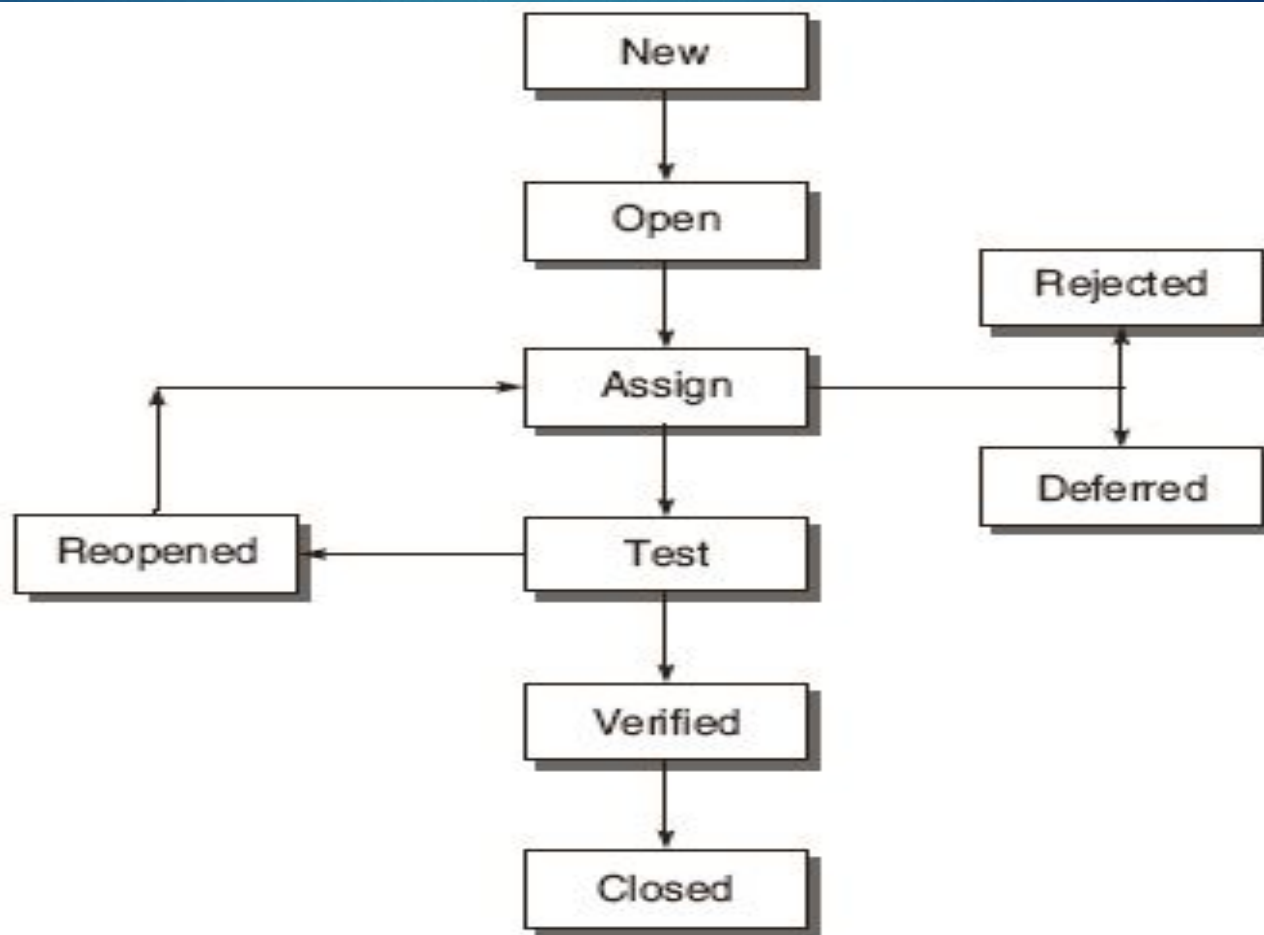 New
Open
Rejected
Assign
Deferred
Reopened
Test
Verified
Closed